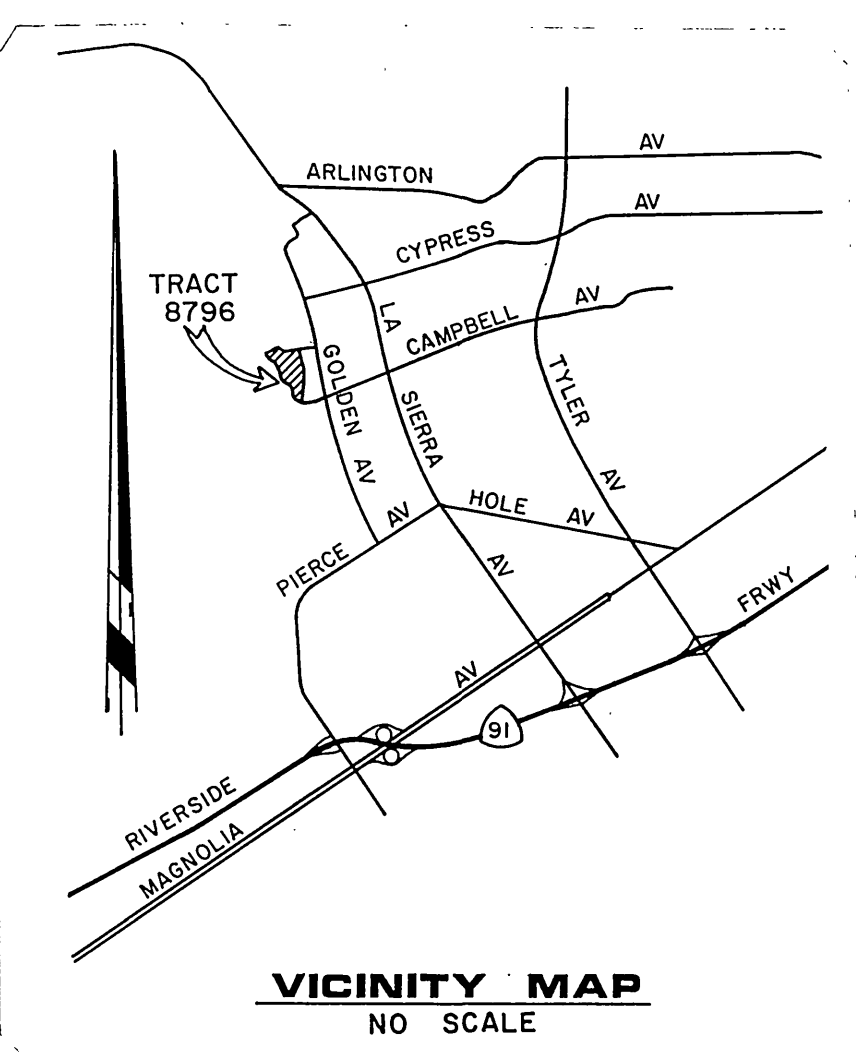 AV
ARLINGTON
AV
CYPRESS
TRACT
8796
AV
LA
CAMPBELL
GOLDEN AV
TYLER AV
SIERRA AV
HOLE AV
AV
PIERCE
FRWY
AV
91
RIVERSIDE
MAGNOLIA
VICINITY MAP
NO SCALE